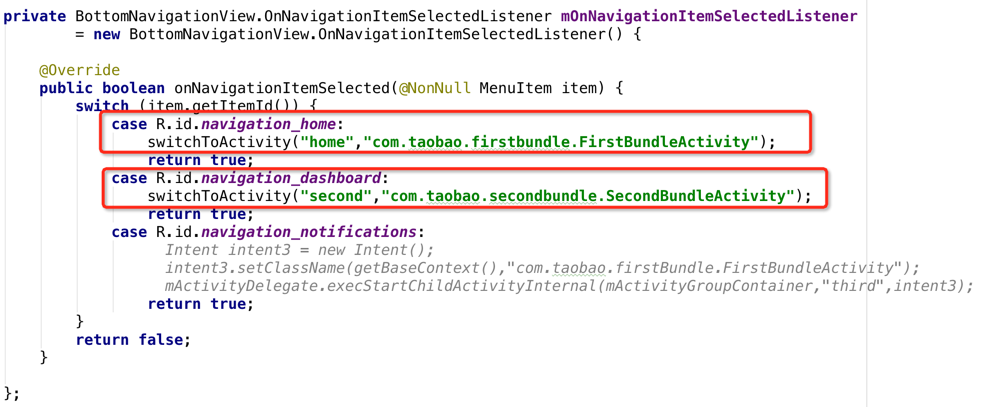 private BottomNavigationView.OnNavigationItemSelectedListener mOnNavigationItemSelectedListener
= new BottomNavigationView.OnNavigationItemSelectedListener() {
@Override
public boolean onNavigationItemSelected(@NonNull MenuItem item) {
switch (item.getItemId()) {
case R.id.navigation_home:
switchToActivity("home","com.taobao.firstbundle.FirstBundleActivity");
return true;
case R.id.navigation_dashboard:
switchToActivity("second","com.taobao.secondbundle.SecondBundleActivity");
return true;
case R.id.navigation_notifications:
Intent intent3 = new Intent();
intent3.setClassName(getBaseContext(),"com.taobao.firstBundle.FirstBundleActivity");
mActivityDelegate.execStartChildActivityInternal(mActivityGroupContainer,"third",intent3);
return true;
}
return false;
}
};